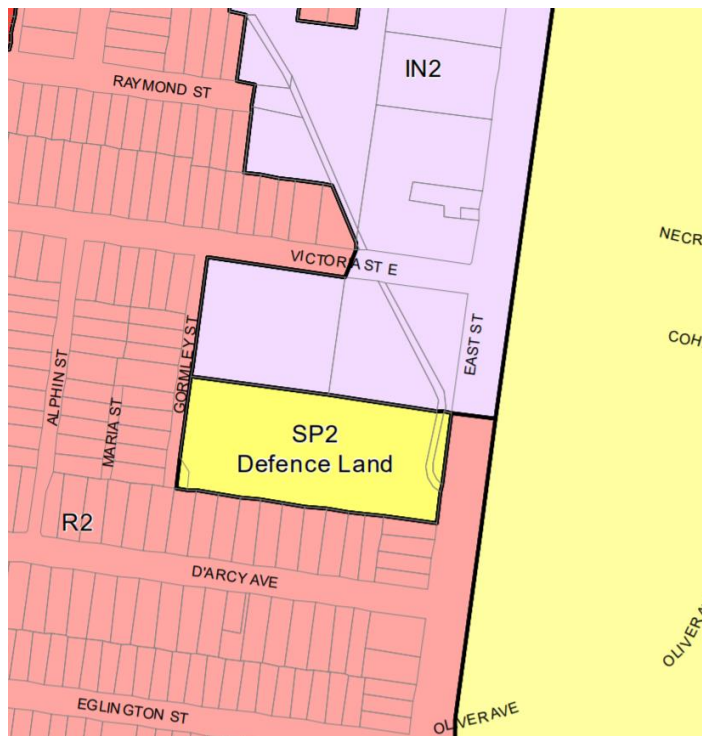 IN2
RAYMOND ST
NECR
VICTORIA ST E
COH
EAST ST
GORMLEY ST
ALPHIN ST
MARIA ST
SP2
Defence Land
R2
D'ARCY AVE
OLIVER A
EGLINGTON ST
OLIVER AVE